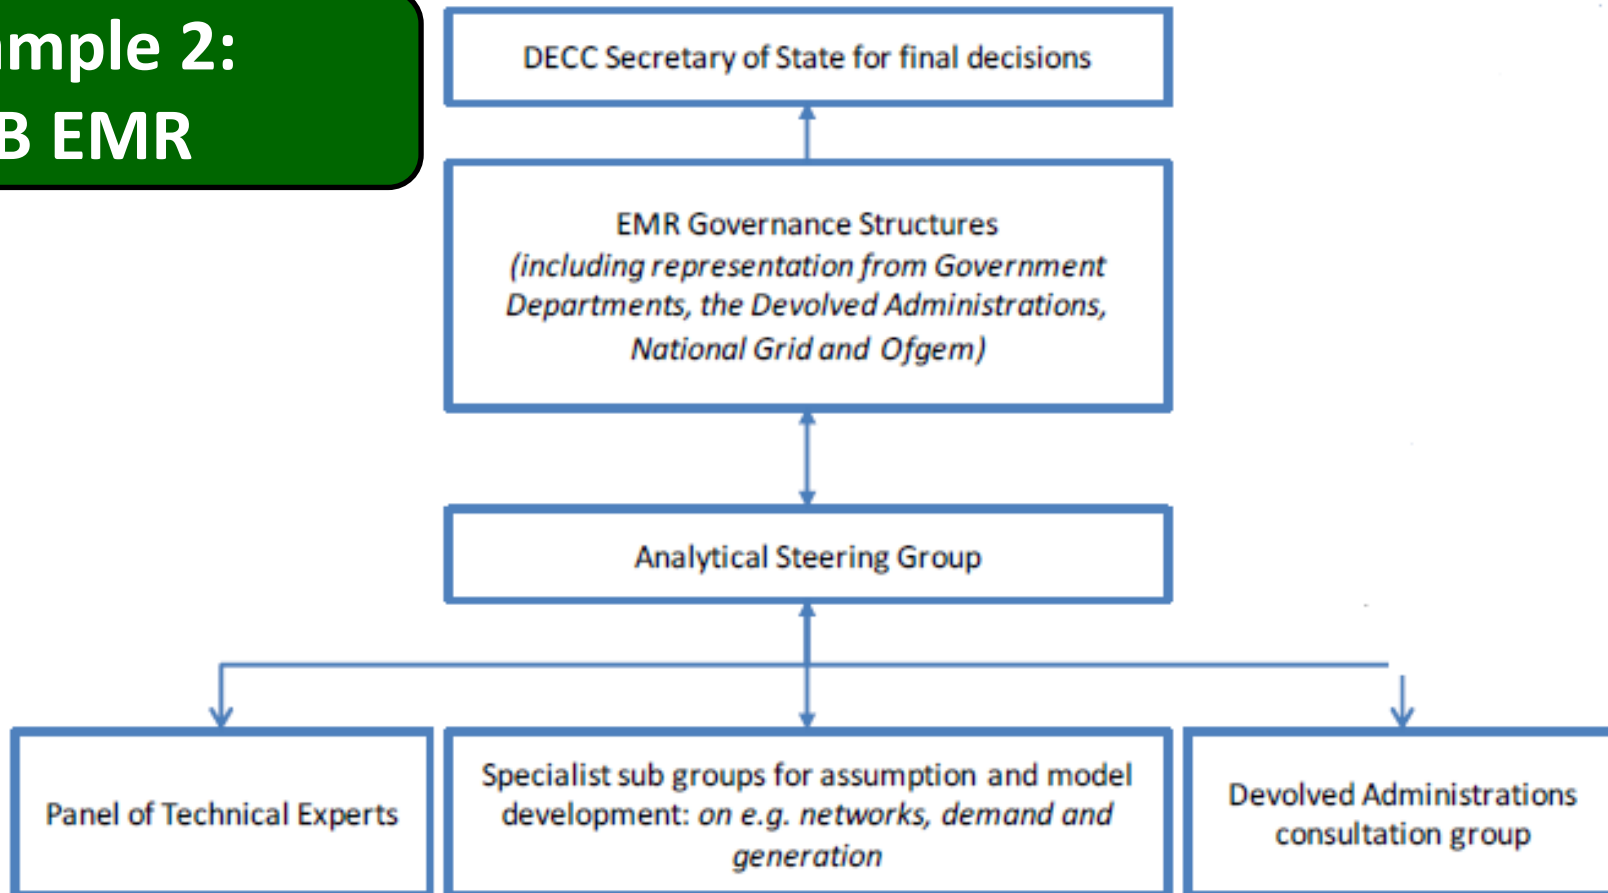 mple 2:
B EMR
DECC Secretary of State for final decisions
EMR Governance Structures
(including representation from Government
Departments, the Devolved Administrations,
National Grid and Ofgem)
Analytical Steering Group
Panel of Technical Experts
Specialist sub groups for assumption and model
development: on e.g. networks, demand and
generation
Devolved Administrations
consultation group